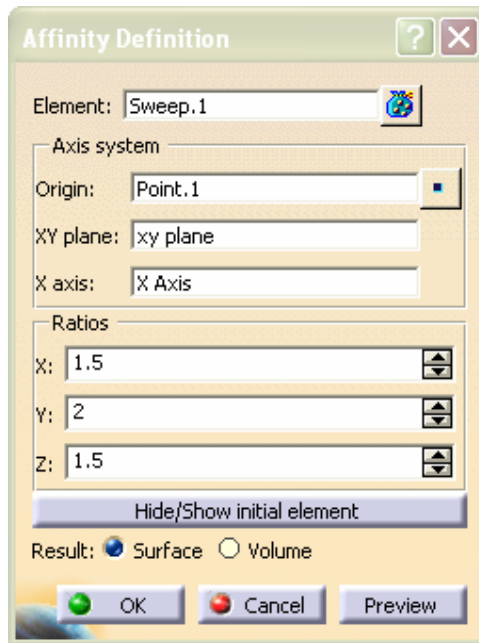 Affinity Definition ?
Element: Sweep.1
Axis system
Origin: Point.1
XY plane: xy plane
X axis: X Axis
Ratios
X: 1.5
Y: 2
Z: 1.5
Hide/Show initial element
Result: Surface Volume
OK Cancel Preview